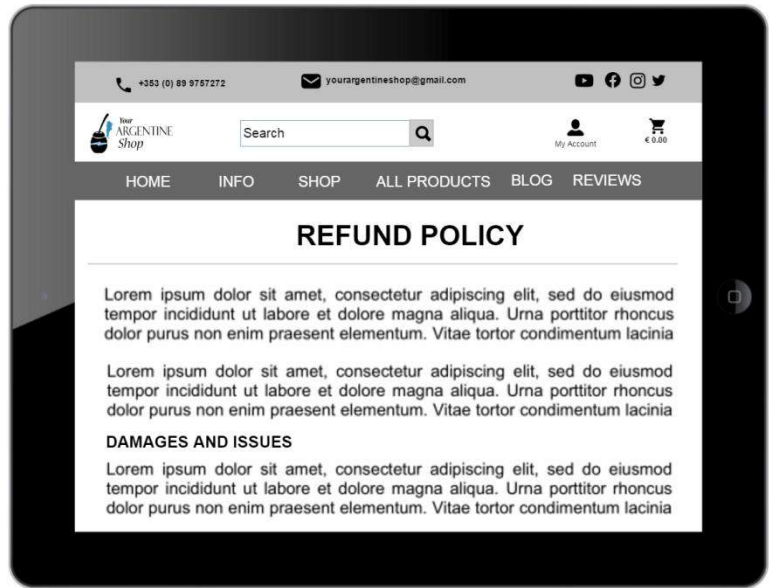 +353 (0) 89 9757272
yourargentineshop@gmail.com
Your
ARGENTINE
Shop
Search
My Account
€ 0.00
HOME INFO SHOP ALL PRODUCTS BLOG REVIEWS
REFUND POLICY
Lorem ipsum dolor sit amet, consectetur adipiscing elit, sed do eiusmod
tempor incididunt ut labore et dolore magna aliqua. Urna porttitor rhoncus
dolor purus non enim praesent elementum. Vitae tortor condimentum lacinia
Lorem ipsum dolor sit amet, consectetur adipiscing elit, sed do eiusmod
tempor incididunt ut labore et dolore magna aliqua. Urna porttitor rhoncus
dolor purus non enim praesent elementum. Vitae tortor condimentum lacinia
DAMAGES AND ISSUES
Lorem ipsum dolor sit amet, consectetur adipiscing elit, sed do eiusmod
tempor incididunt ut labore et dolore magna aliqua. Urna porttitor rhoncus
dolor purus non enim praesent elementum. Vitae tortor condimentum lacinia